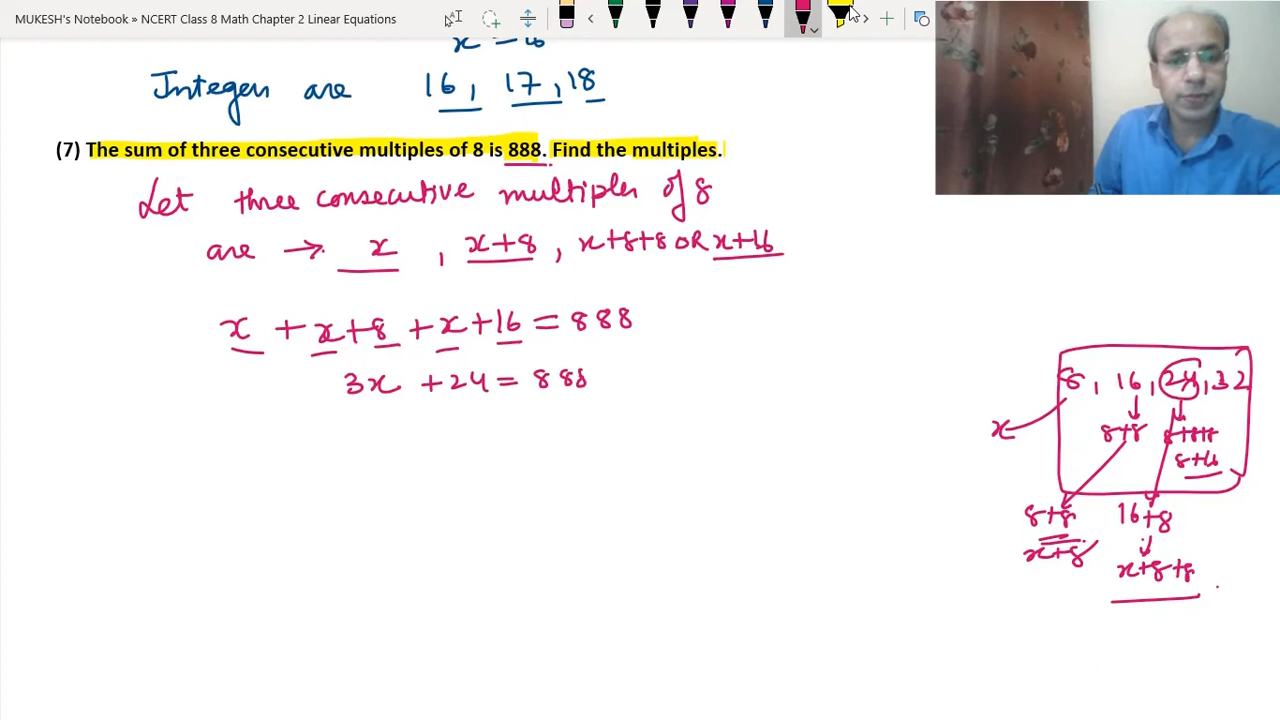 MUKESH's Notebook » NCERT Class 8 Math Chapter 2 Linear Equations
x = 16
Integers are 16, 17, 18
(7) The sum of three consecutive multiples of 8 is 888. Find the multiples.
Let three consecutive multiples of 8
are → x, x+8, x+8+8 OR x+16
x + x+8 + x+16 = 888
3x + 24 = 888
8, 16, 24, 32
x
8+8 8+8+8
8+16
8+8 16+8
x+8
x+8+8